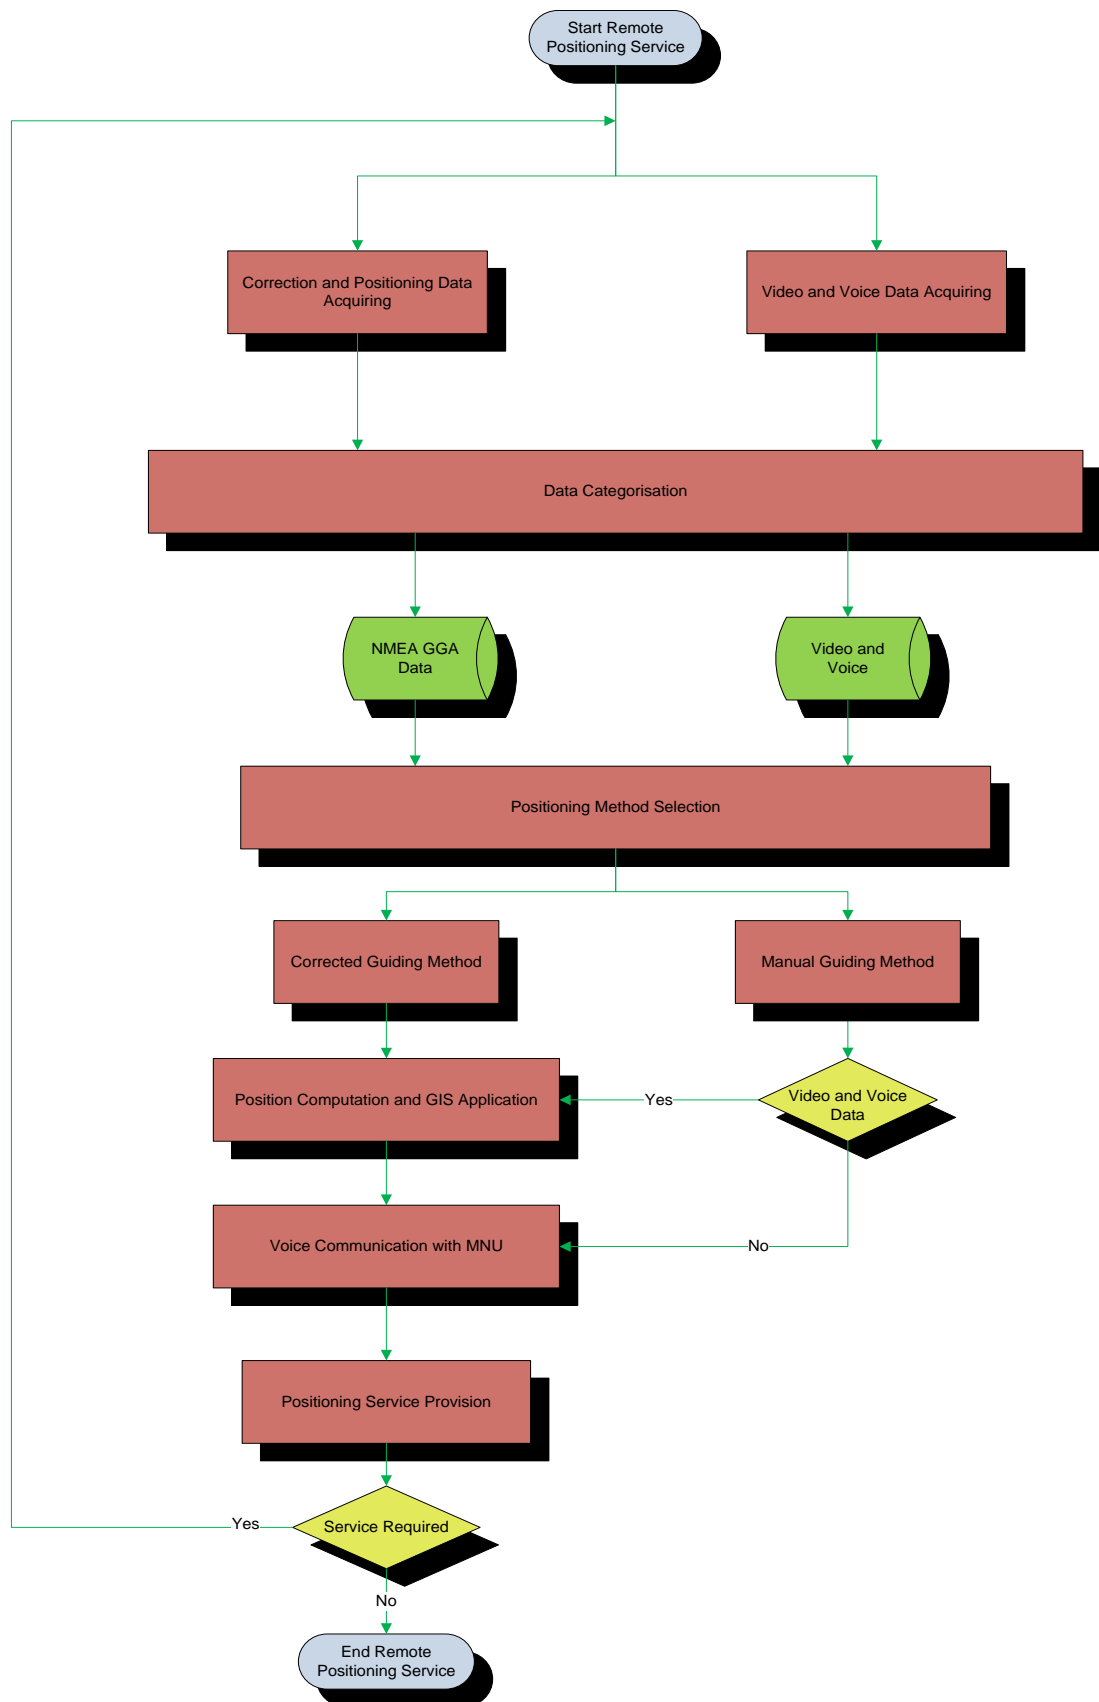 Start Remote
Positioning Service
Correction and Positioning Data
Acquiring
Video and Voice Data Acquiring
Data Categorisation
NMEA GGA
Data
Video and
Voice
Positioning Method Selection
Corrected Guiding Method
Manual Guiding Method
Position Computation and GIS Application
Yes
Video and Voice
Data
Voice Communication with MNU
No
Positioning Service Provision
Yes
Service Required
No
End Remote
Positioning Service